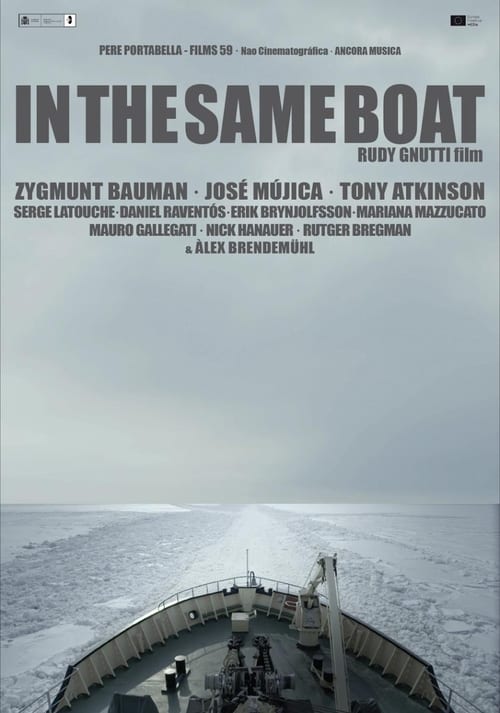 PERE PORTABELLA - FILMS 59 · Nao Cinematográfica · ANCORA MUSICA
IN THE SAME BOAT
RUDY GNUTTI film
ZYGMUNT BAUMAN · JOSÉ MÚJICA · TONY ATKINSON
SERGE LATOUCHE · DANIEL RAVENTÓS · ERIK BRYNJOLFSSON · MARIANA MAZZUCATO
MAURO GALLEGATI · NICK HANAUER · RUTGER BREGMAN
& ÀLEX BRENDEMÜHL